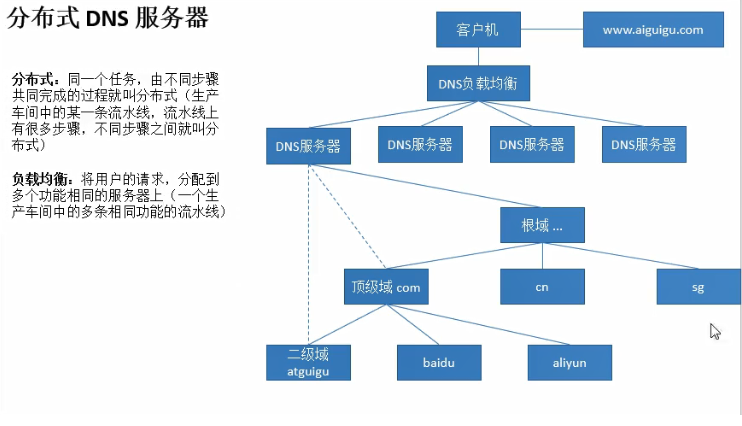 分布式 DNS 服务器
客户机
www.aiguigu.com
分布式：同一个任务，由不同步骤
共同完成的过程就叫分布式（生产
车间中的某一条流水线，流水线上
有很多步骤，不同步骤之间就叫分
布式）
DNS负载均衡
DNS服务器
DNS服务器
DNS服务器
DNS服务器
负载均衡：将用户的请求，分配到
多个功能相同的服务器上（一个生
产车间中的多条相同功能的流水线）
根域 ...
顶级域 com
cn
sg
二级域
atguigu
baidu
aliyun